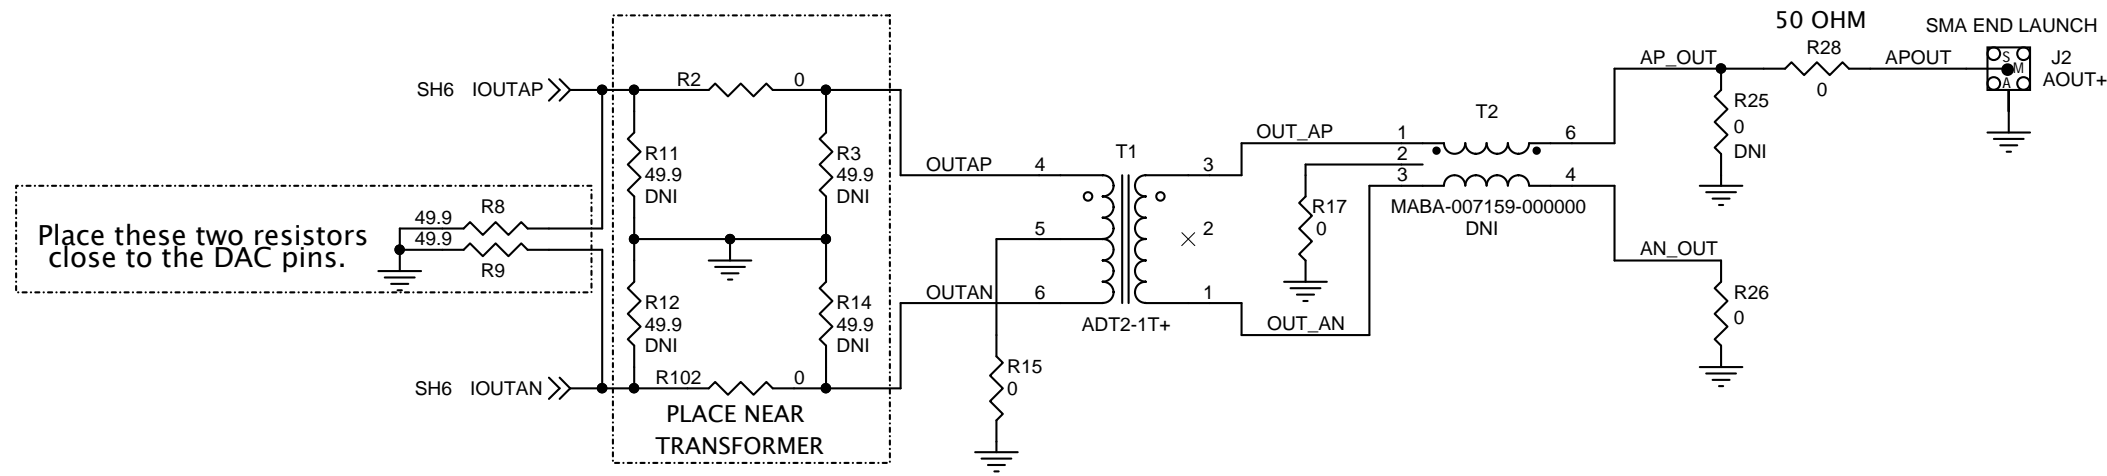 50 OHM
SMA END LAUNCH
R28
AP_OUT
APOUT
0
S
M
A
J2
AOUT+
SH6 IOUTAP
R2 0
R11
49.9
DNI
R3
49.9
DNI
R25
0
DNI
T2
OUT_AP
1
6
2
3
4
MABA-007159-000000
DNI
R17
0
OUTAP
4
T1
3
5
2
OUTAN
6
1
ADT2-1T+
OUT_AN
Place these two resistors
close to the DAC pins.
49.9 R8
49.9
R9
R12
49.9
DNI
R14
49.9
DNI
AN_OUT
R26
0
R15
0
SH6 IOUTAN
R102 0
PLACE NEAR
TRANSFORMER